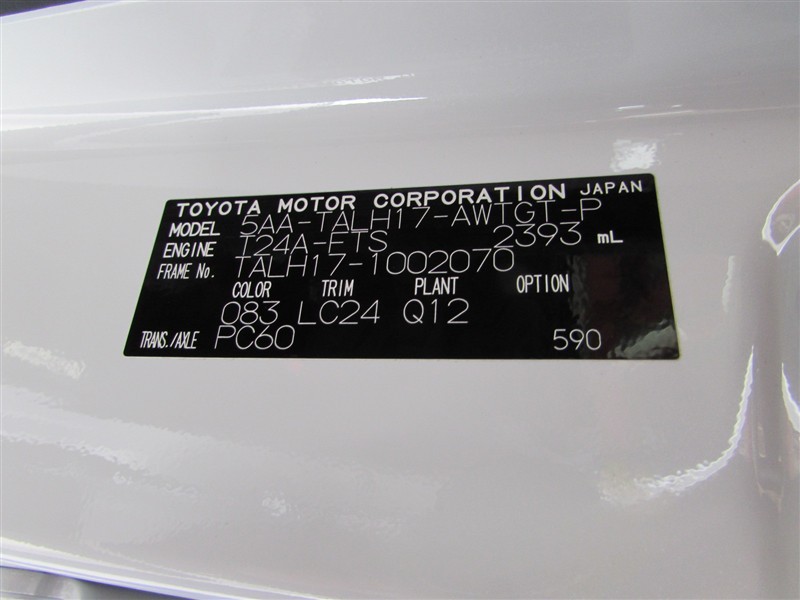 TOYOTA MOTOR CORPORATION JAPAN
MODEL 5AA-TALH17-AWTGT-P
ENGINE T24A-FTS 2393 mL
FRAME No. TALH17-1002070
COLOR TRIM PLANT OPTION
083 LC24 Q12
TRANS./AXLE PC60 590